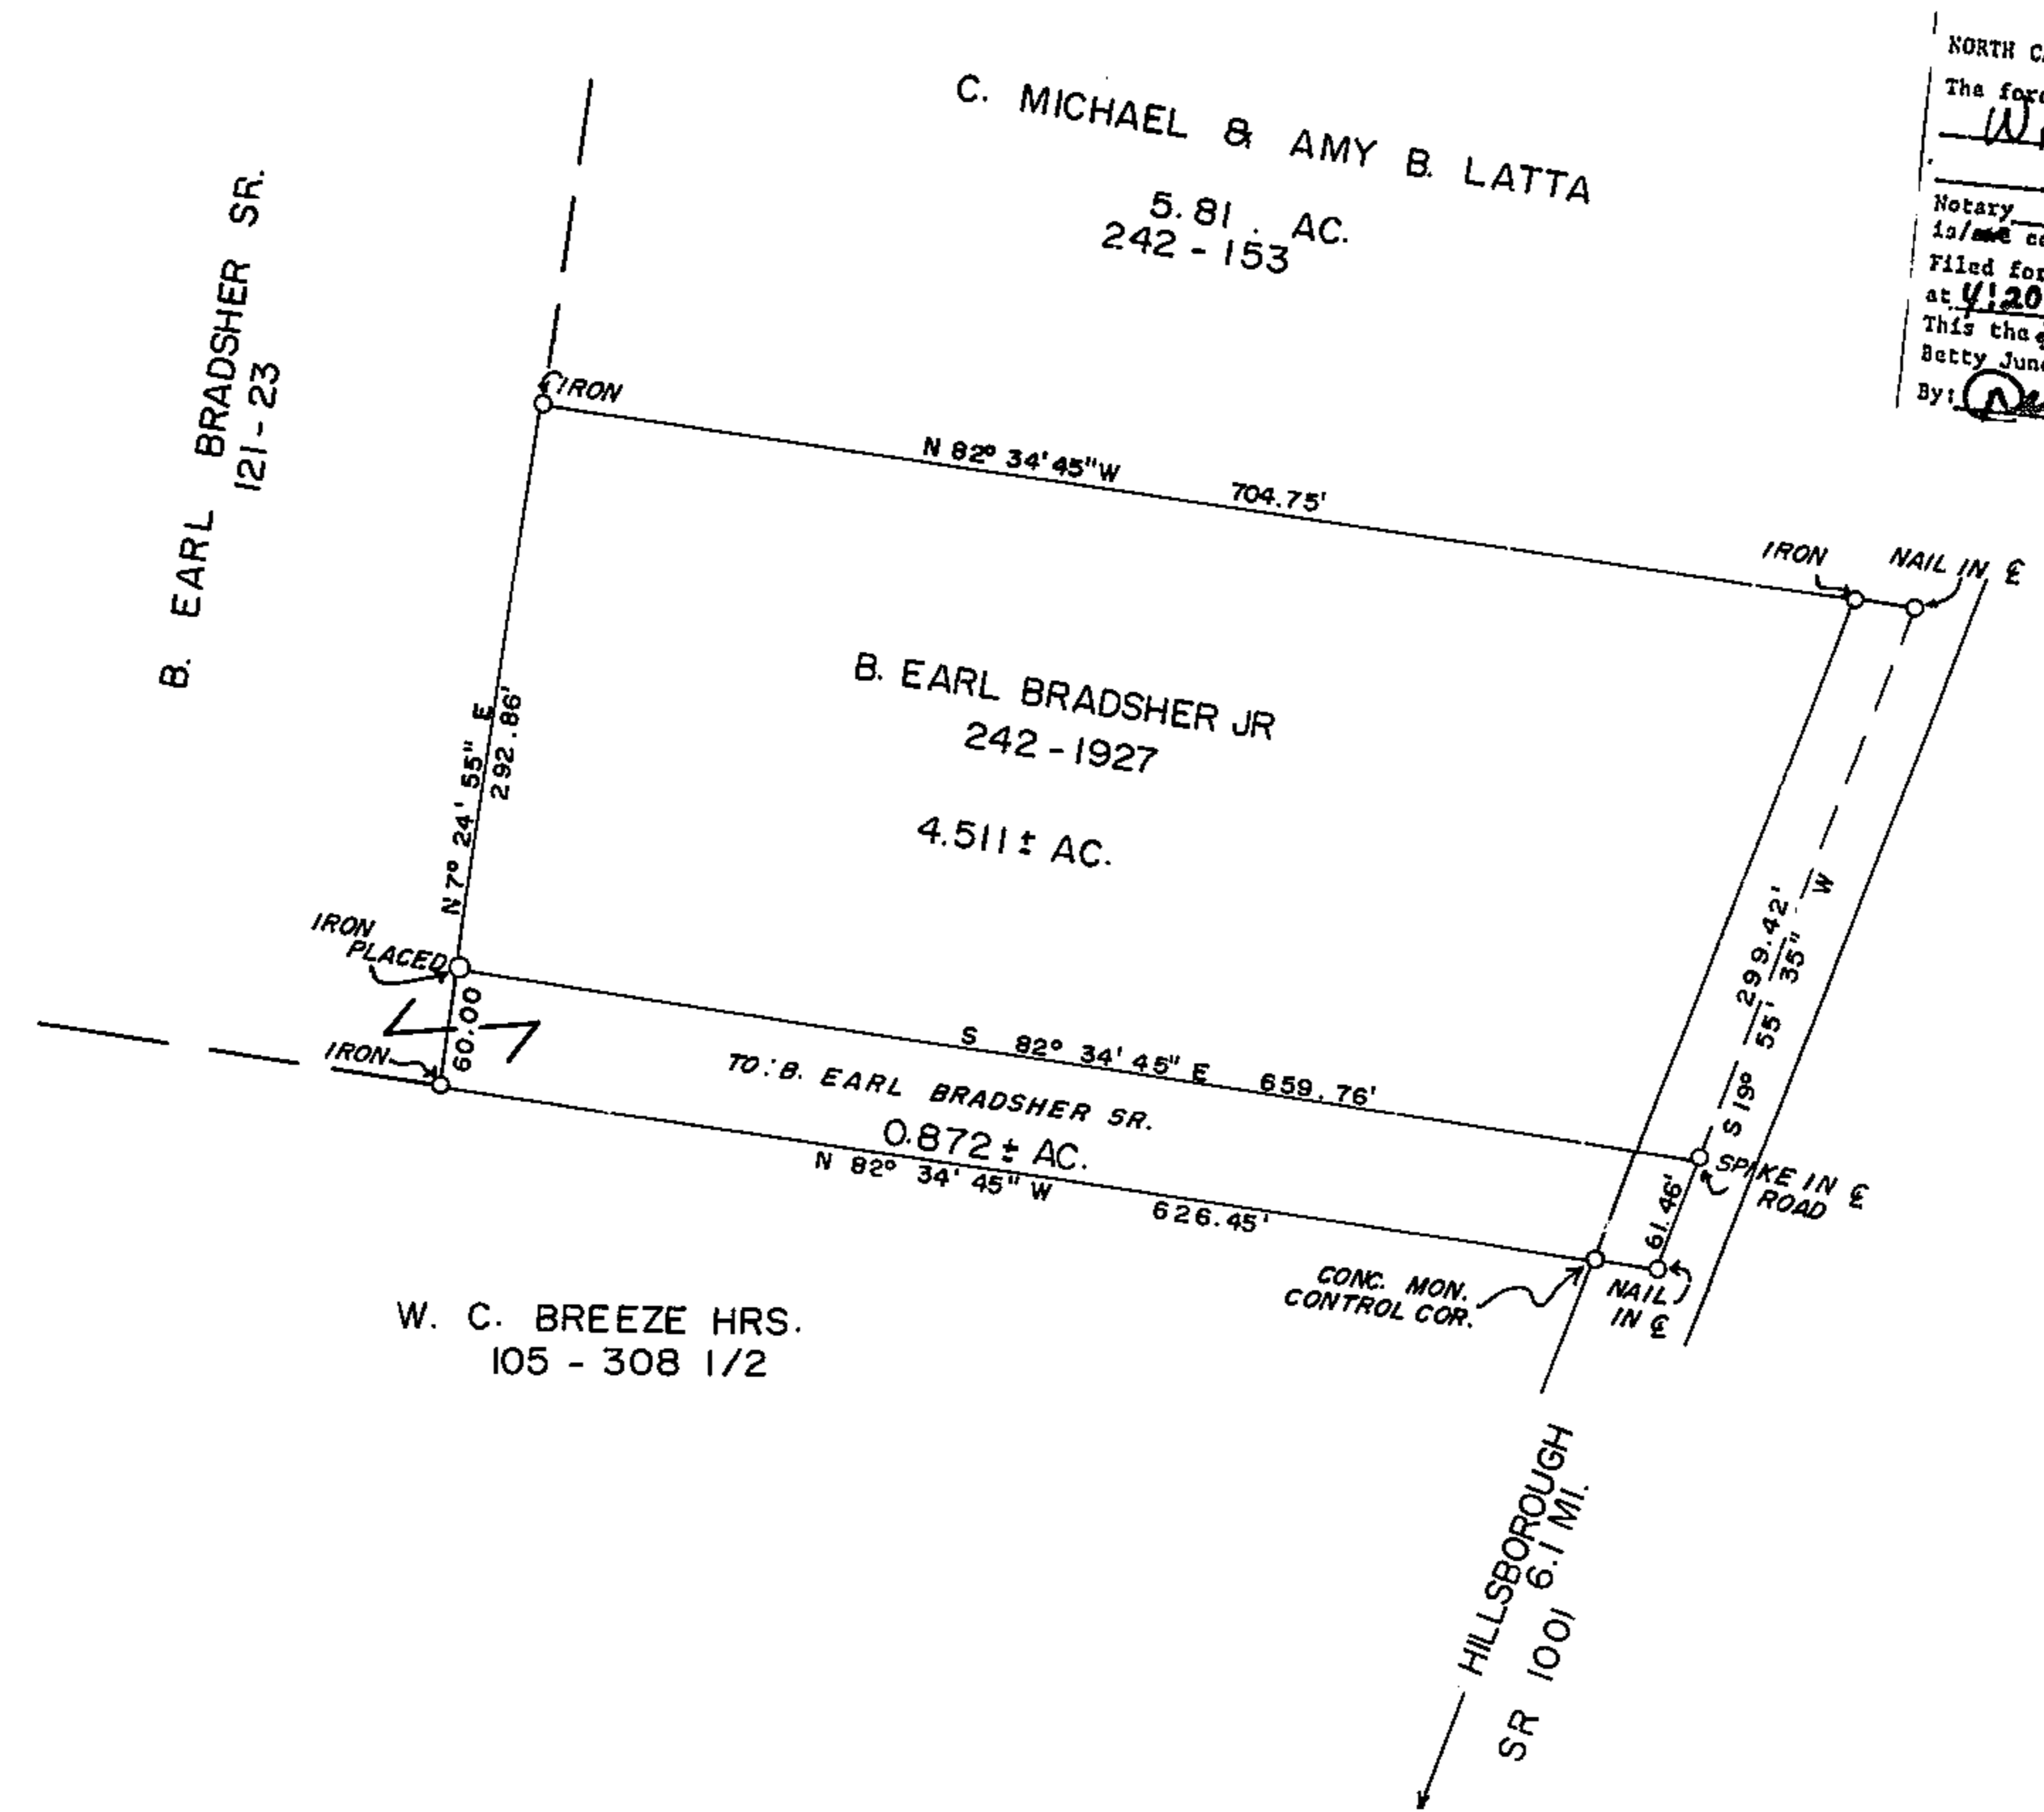 C. MICHAEL & AMY B. LATTA
5.81 . AC.
242 - 153
NORTH
The
Notary
is/are
Filed
at 4:20
This the
Betty
By:
B. EARL BRADSHER SR.
121 - 23
IRON
N 82° 34' 45" W 704.75'
IRON
NAIL IN ℄
B. EARL BRADSHER JR
242 - 1927
4.511 ± AC.
N 7° 24' 55" E
292.86'
299.42'
S 19° 55' 35" W
IRON
PLACED
60.00
IRON
S 82° 34' 45" E 659.76'
TO: B. EARL BRADSHER SR.
0.872 ± AC.
N 82° 34' 45" W 626.45'
SPIKE IN ℄
ROAD
61.46'
CONC. MON.
CONTROL COR.
NAIL
IN ℄
W. C. BREEZE HRS.
105 - 308 1/2
HILLSBOROUGH
SR 1001 6.1 MI.